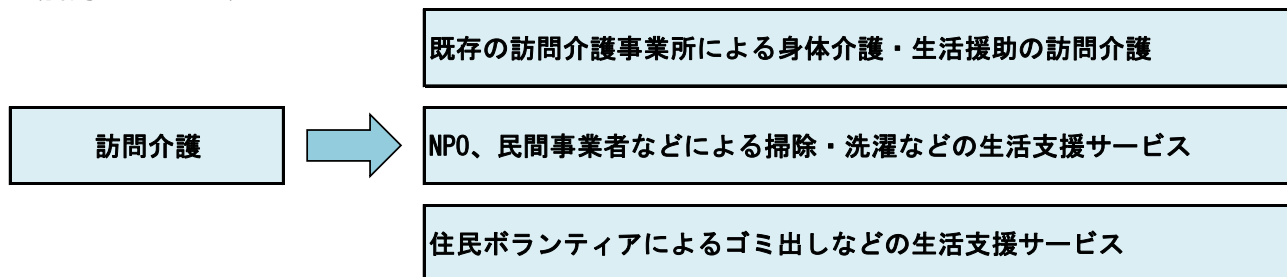 既存の訪問介護事業所による身体介護・生活援助の訪問介護
訪問介護
NPO、民間事業者などによる掃除・洗濯などの生活支援サービス
住民ボランティアによるゴミ出しなどの生活支援サービス